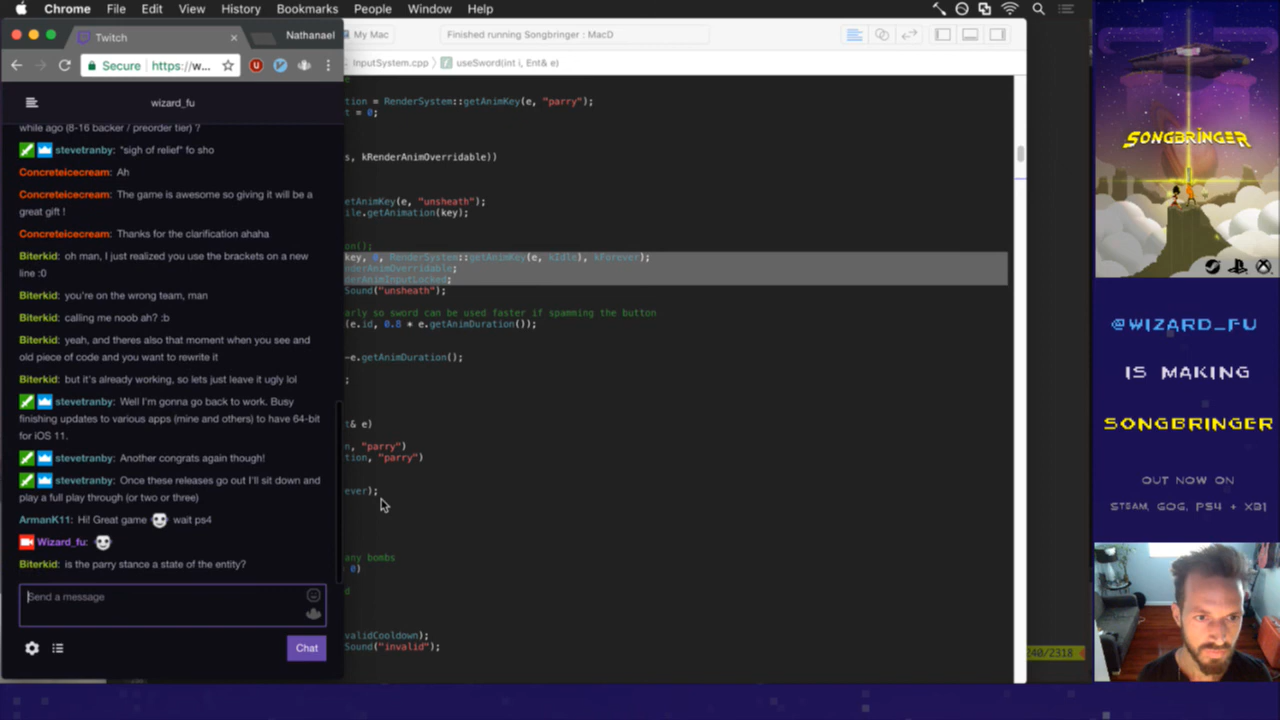 Chrome File Edit View History Bookmarks People Window Help
Twitch
Nathanael
My Mac
Finished running Songbringer : MacD
Secure
https://w...
InputSystem.cpp
useSword(int i, Ent& e)
wizard_fu
while ago (8-16 backer / preorder tier) ?
stevetranby: "sigh of relief" fo sho
Concreteicecream: Ah
Concreteicecream: The game is awesome so giving it will be a
great gift !
Concreteicecream: Thanks for the clarification ahaha
Biterkid: oh man, I just realized you use the brackets on a new
line :0
Biterkid: you're on the wrong team, man
Biterkid: calling me noob ah? :b
Biterkid: yeah, and theres also that moment when you see and
old piece of code and you want to rewrite it
Biterkid: but it's already working, so lets just leave it ugly lol
stevetranby: Well I'm gonna go back to work. Busy
finishing updates to various apps (mine and others) to have 64-bit
for iOS 11.
stevetranby: Another congrats again though!
stevetranby: Once these releases go out I'll sit down and
play a full play through (or two or three)
ArmanK11: Hi! Great game wait ps4
Wizard_fu:
Biterkid: is the parry stance a state of the entity?
Send a message
Chat
tion = RenderSystem::getAnimKey(e, "parry");
t = 0;
s, kRenderAnimOverridable))
etAnimKey(e, "unsheath");
ile.getAnimation(key);
on();
key, 0, RenderSystem::getAnimKey(e, kIdle), kForever);
nderAnimOverridable;
derAnimInputLocked;
Sound("unsheath");
arly so sword can be used faster if spamming the button
(e.id, 0.8 * e.getAnimDuration());
-e.getAnimDuration();
;
t& e)
n, "parry")
tion, "parry")
ever);
any bombs
0)
d
validCooldown);
Sound("invalid");
240/2318
SONGBRINGER
@WIZARD_FU
IS MAKING
SONGBRINGER
OUT NOW ON
STEAM, GOG, PS4 + XB1